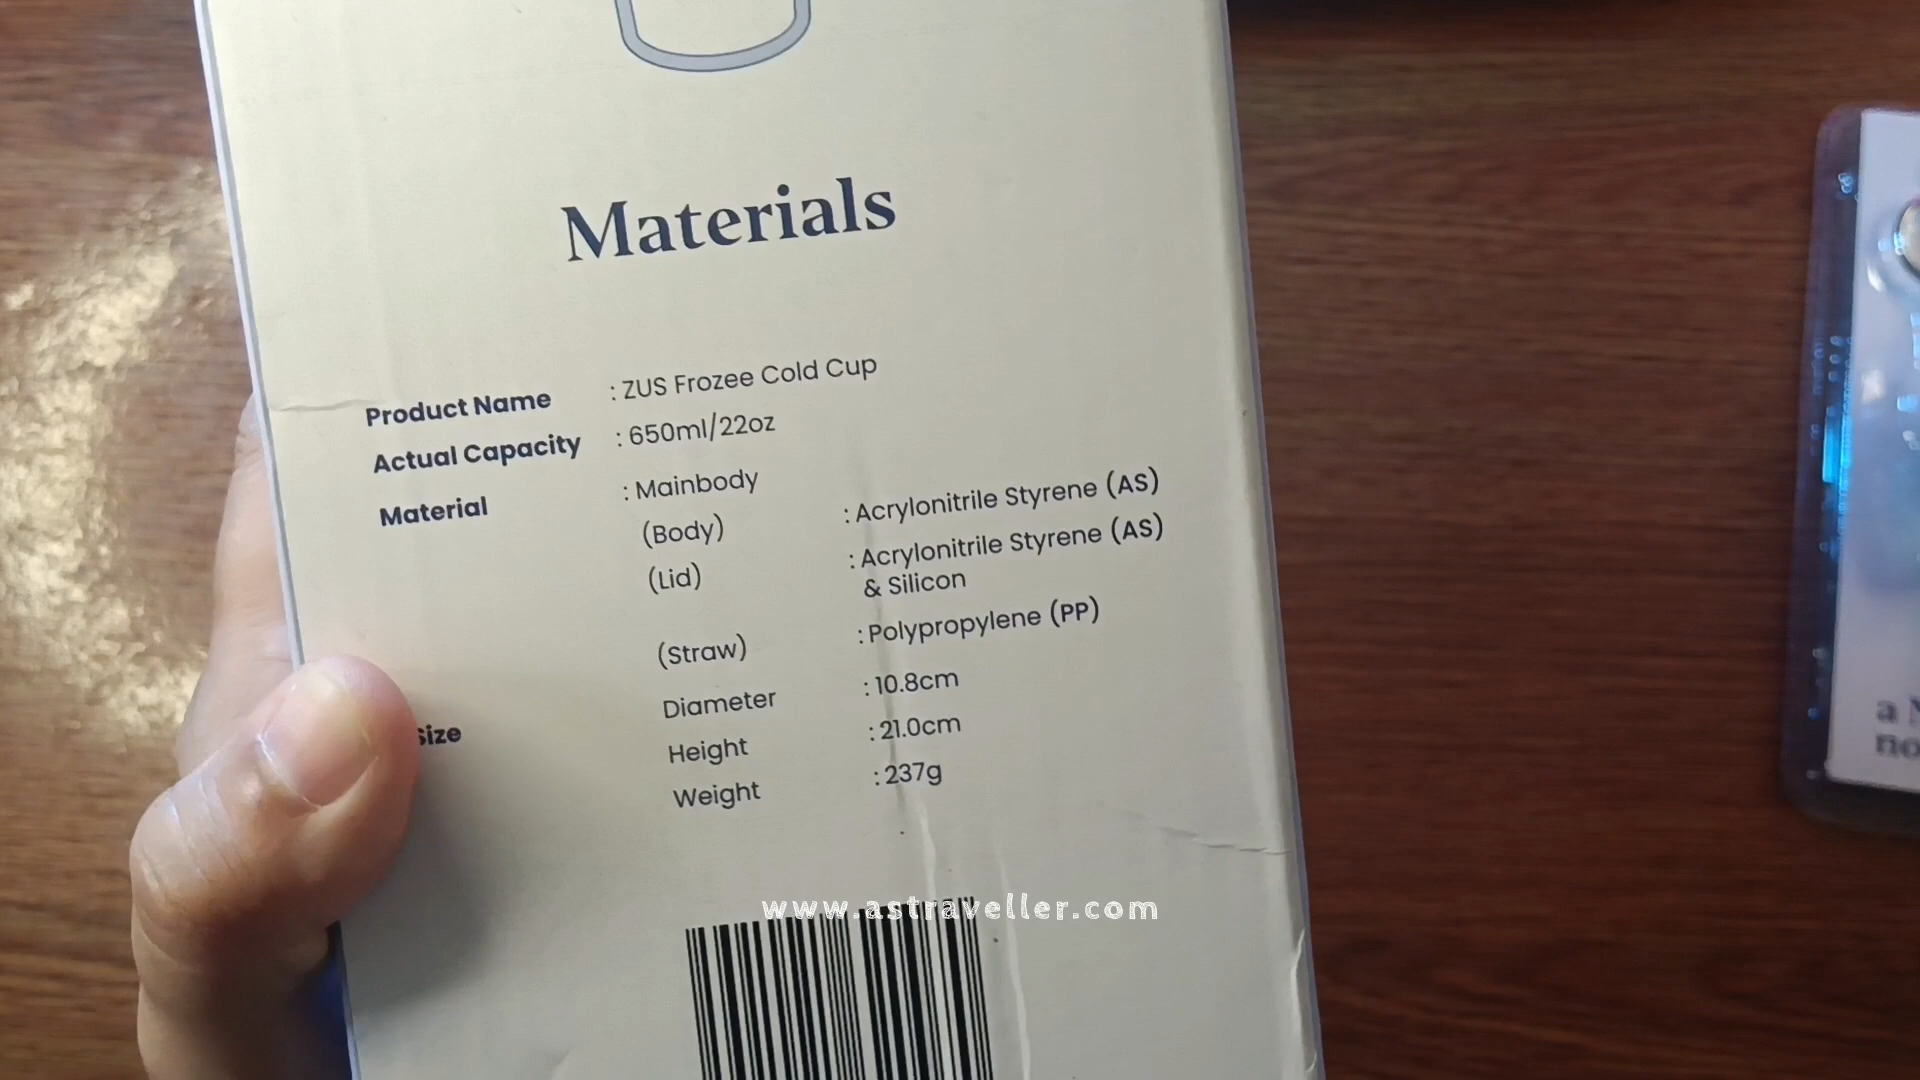 Materials
Product Name : ZUS Frozee Cold Cup
Actual Capacity : 650ml/22oz
Material : Mainbody
(Body) : Acrylonitrile Styrene (AS)
(Lid) : Acrylonitrile Styrene (AS)
& Silicon
(Straw) : Polypropylene (PP)
Size Diameter : 10.8cm
Height : 21.0cm
Weight : 237g
www.astraveller.com
a